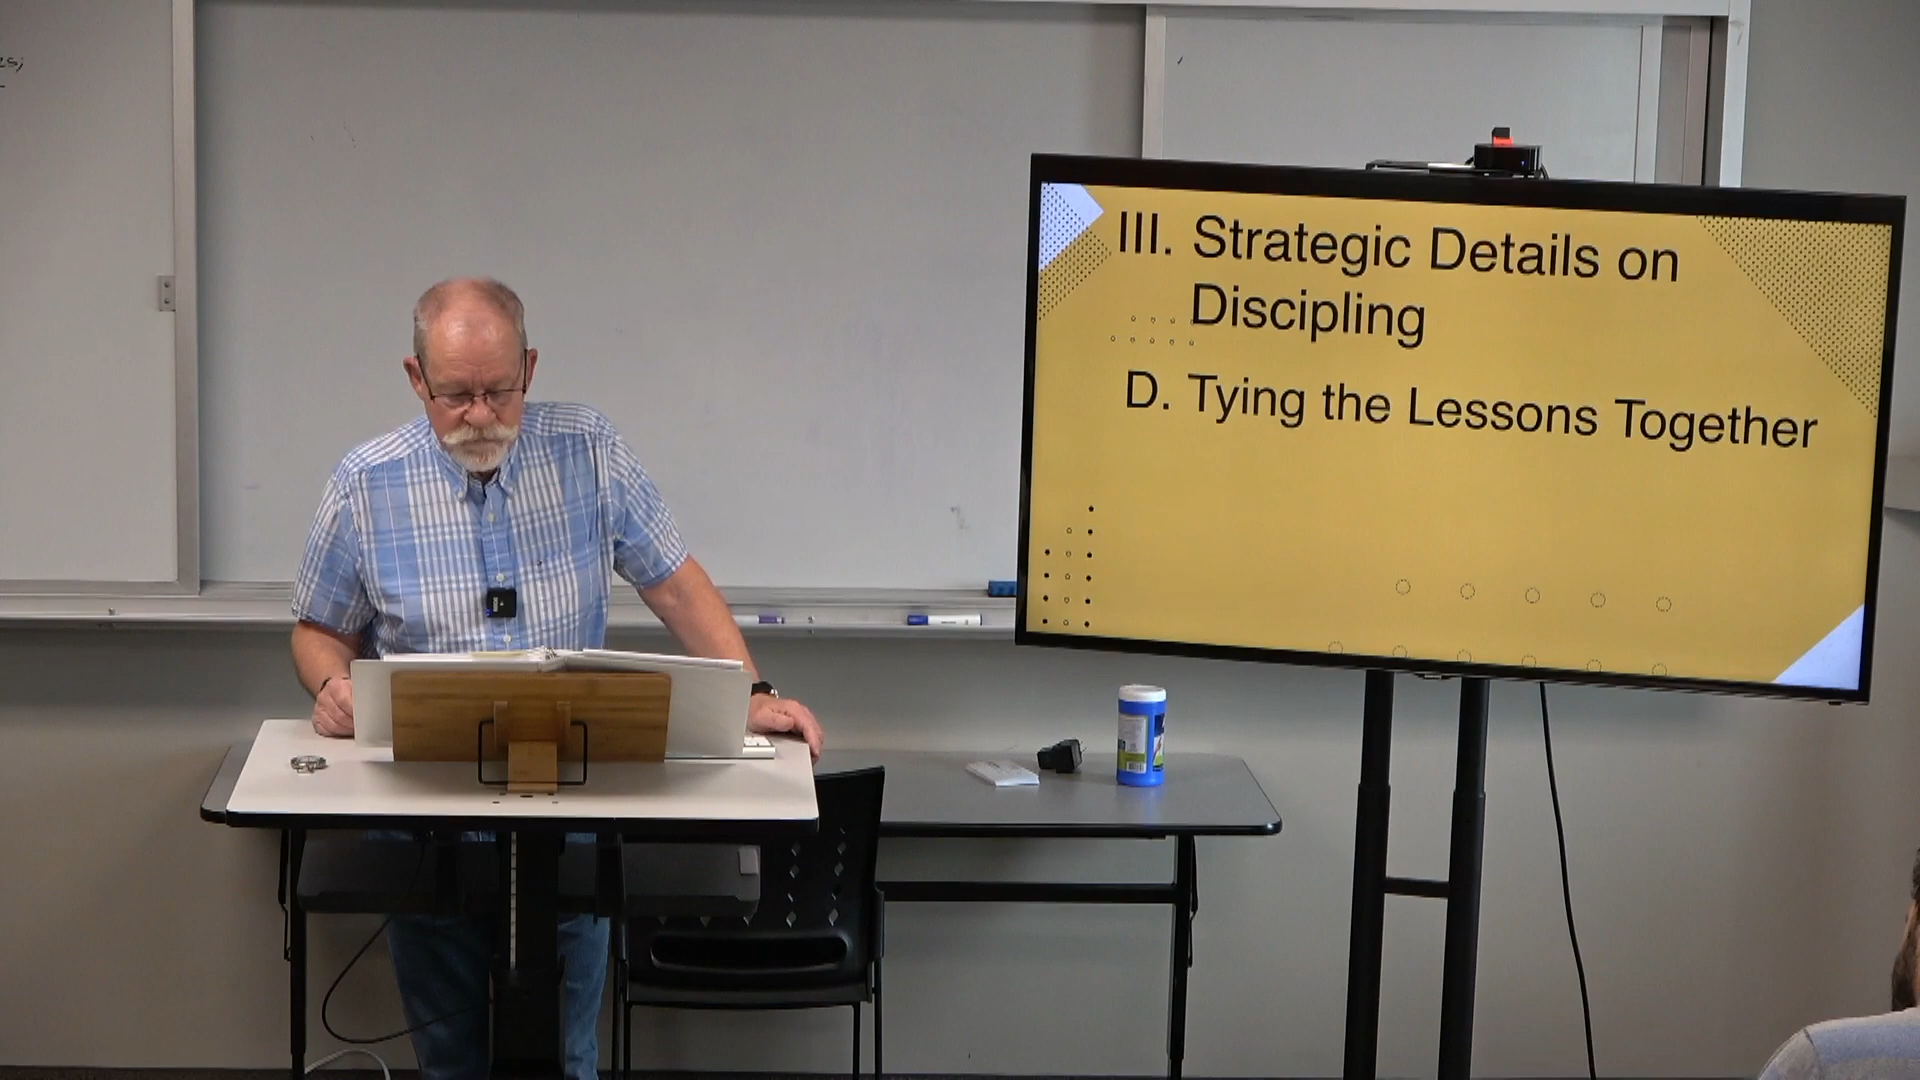 III. Strategic Details on
Discipling
D. Tying the Lessons Together